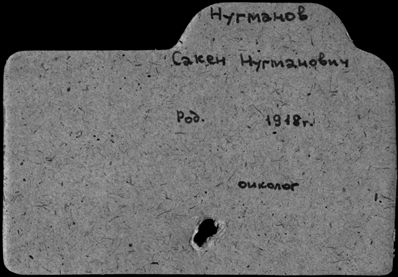 Нугманов
Сакен Нугманович
Род. 1918г.
онколог